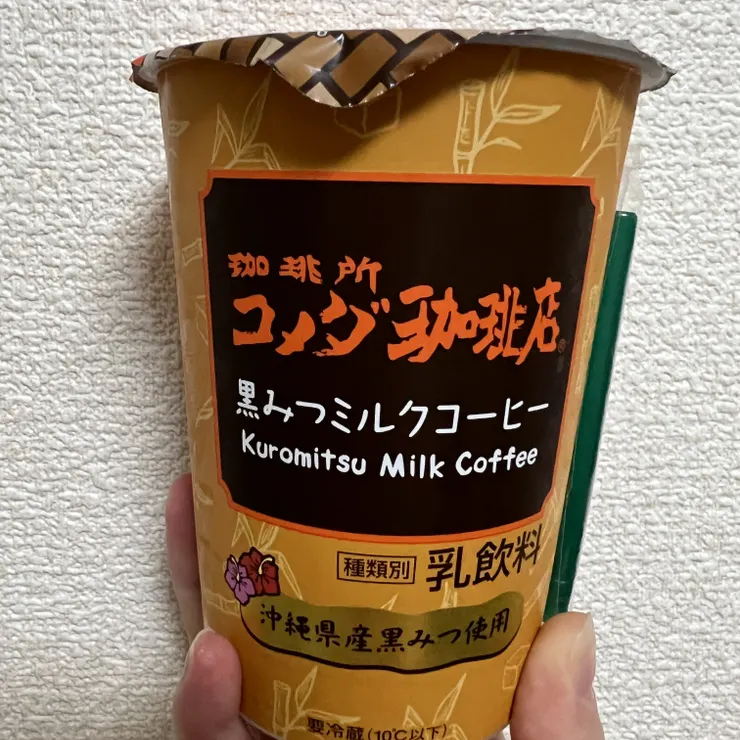 珈琲所
コメダ珈琲店
黒みつミルクコーヒー
Kuromitsu Milk Coffee
種類別 乳飲料
沖縄県産黒みつ使用
要冷蔵(10℃以下)